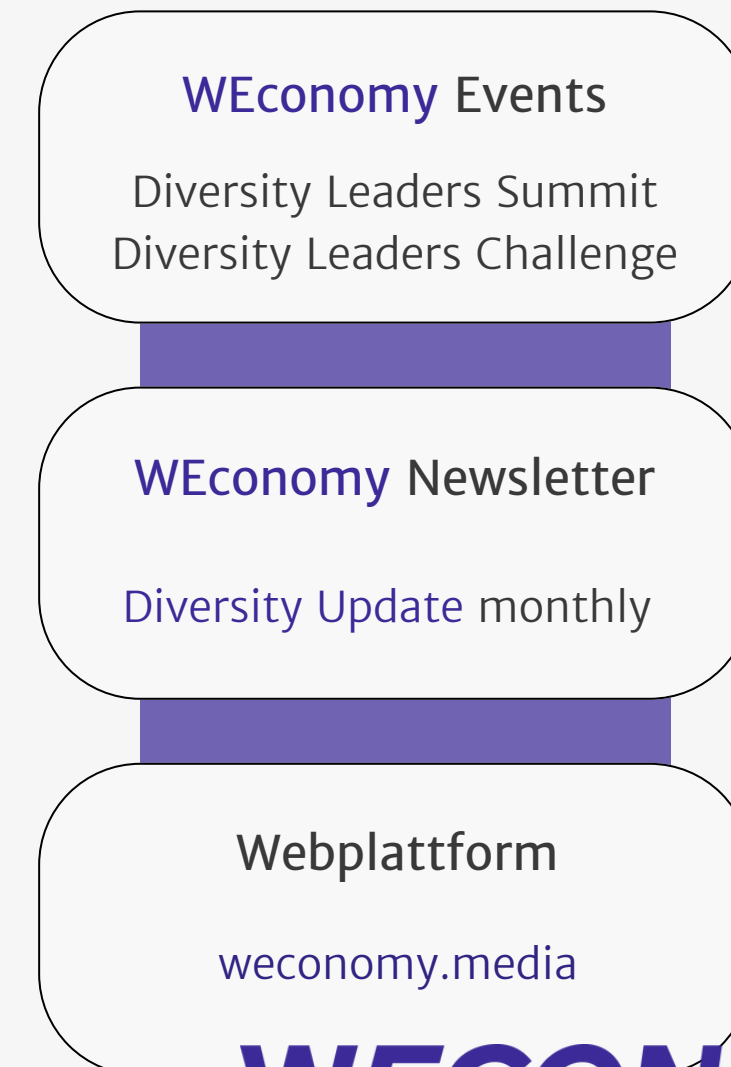 WEconomy Events
Diversity Leaders Summit
Diversity Leaders Challenge
WEconomy Newsletter
Diversity Update monthly
Webplattform
weconomy.media